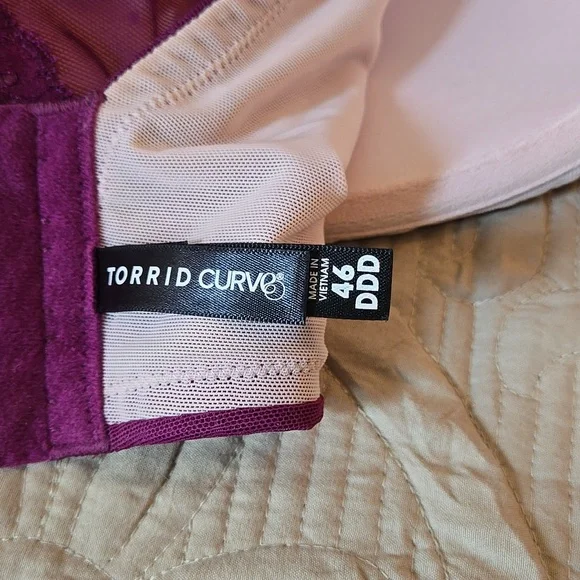 TORRID CURVE®
MADE IN
VIETNAM
46
DDD